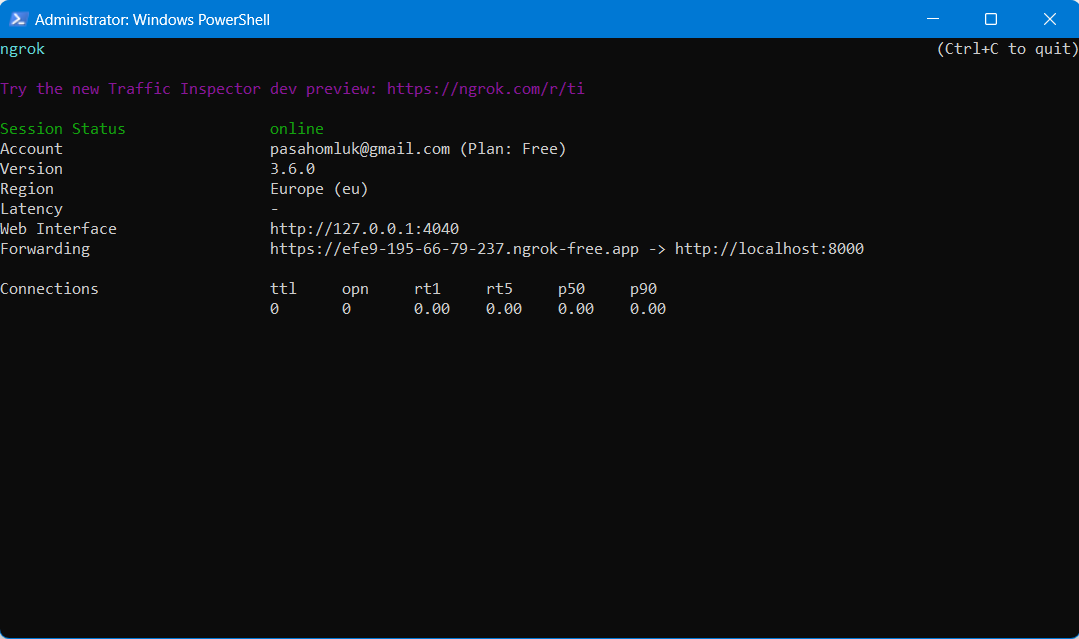 Administrator: Windows PowerShell
ngrok (Ctrl+C to quit)
Try the new Traffic Inspector dev preview: https://ngrok.com/r/ti
Session Status online
Account pasahomluk@gmail.com (Plan: Free)
Version 3.6.0
Region Europe (eu)
Latency -
Web Interface http://127.0.0.1:4040
Forwarding https://efe9-195-66-79-237.ngrok-free.app -> http://localhost:8000
Connections ttl opn rt1 rt5 p50 p90
0 0 0.00 0.00 0.00 0.00